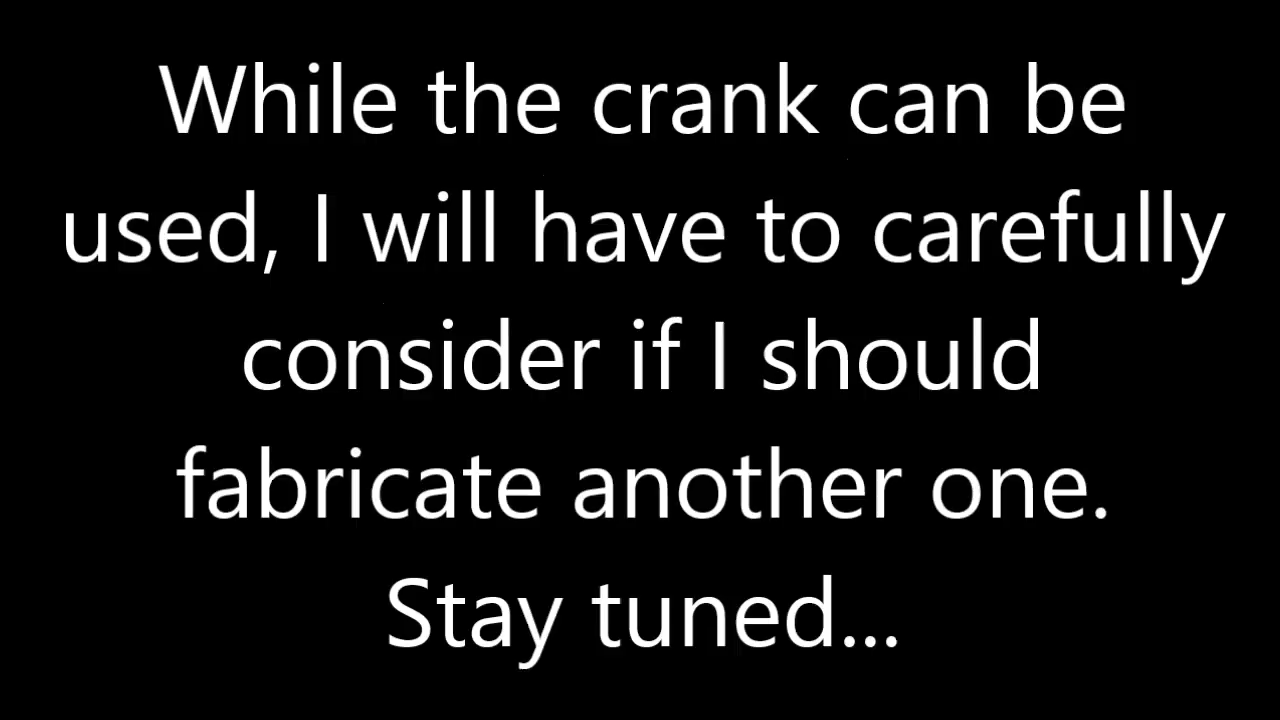 While the crank can be
used, I will have to carefully
consider if I should
fabricate another one.
Stay tuned...